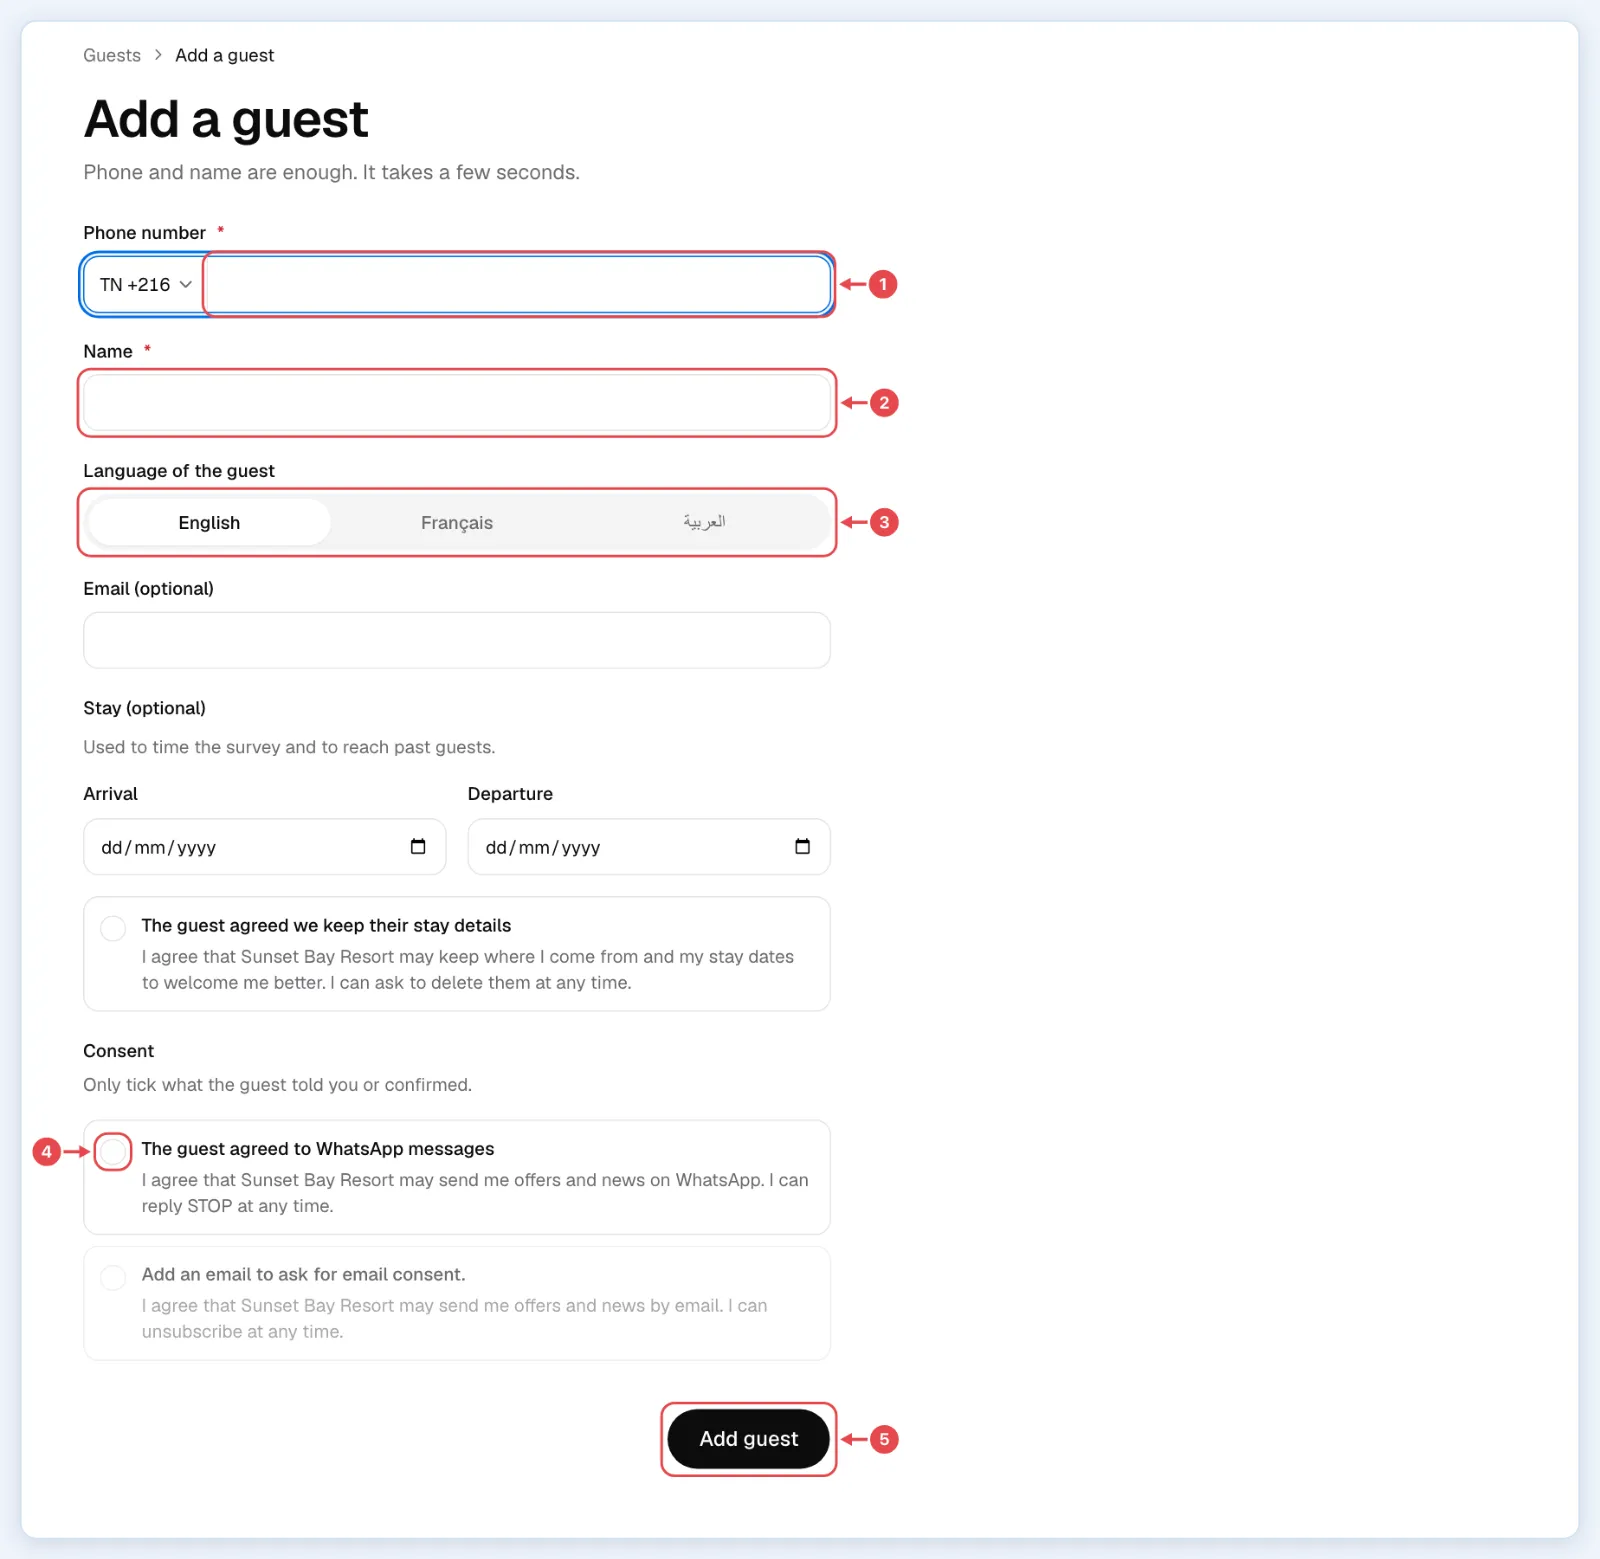 Guests > Add a guest
Add a guest
Phone and name are enough. It takes a few seconds.
Phone number *
TN +216
1
Name *
2
Language of the guest
English Français العربية
3
Email (optional)
Stay (optional)
Used to time the survey and to reach past guests.
Arrival Departure
dd/mm/yyyy dd/mm/yyyy
The guest agreed we keep their stay details
I agree that Sunset Bay Resort may keep where I come from and my stay dates
to welcome me better. I can ask to delete them at any time.
Consent
Only tick what the guest told you or confirmed.
4
The guest agreed to WhatsApp messages
I agree that Sunset Bay Resort may send me offers and news on WhatsApp. I can
reply STOP at any time.
Add an email to ask for email consent.
I agree that Sunset Bay Resort may send me offers and news by email. I can
unsubscribe at any time.
Add guest
5